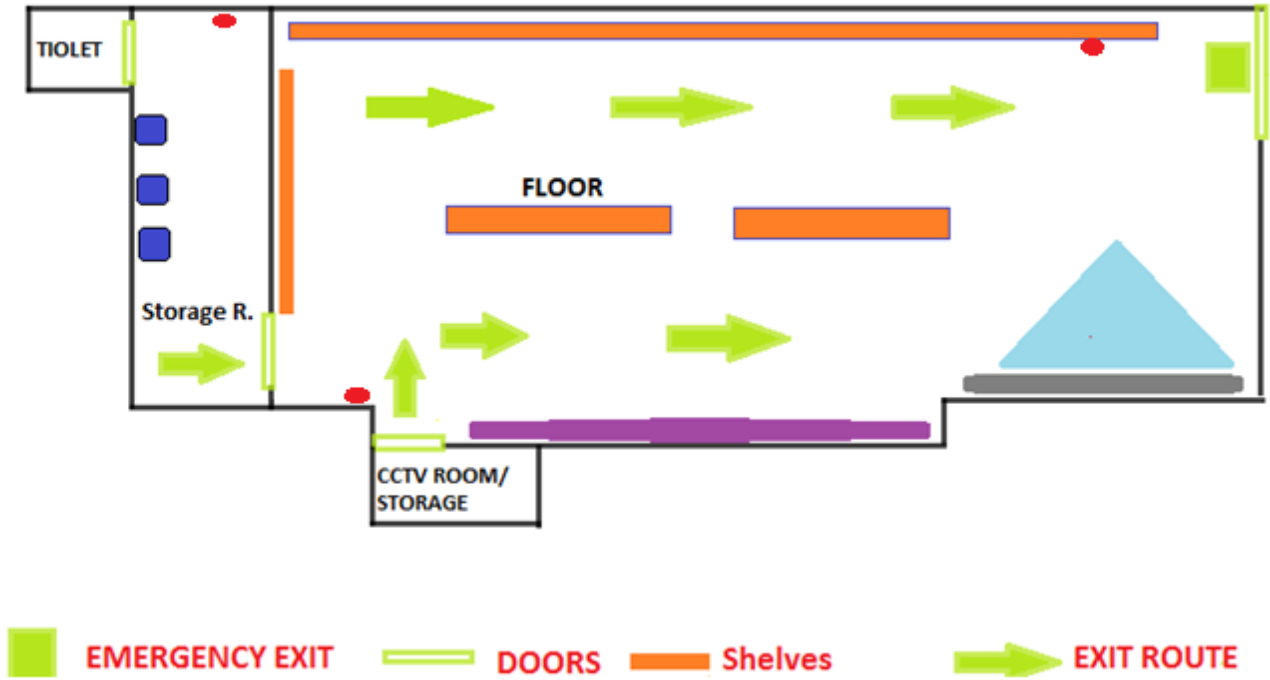 TIOLET
FLOOR
Storage R.
CCTV ROOM/
STORAGE
EMERGENCY EXIT
DOORS
Shelves
EXIT ROUTE